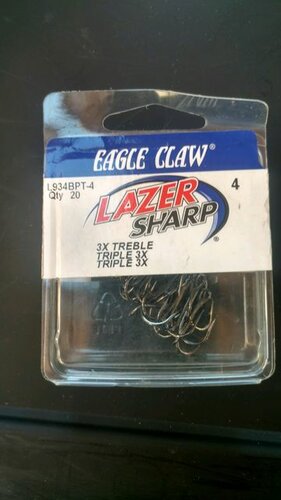 EAGLE CLAW®
L934BPT-4
Qty 20
4
LAZER
SHARP®
3X TREBLE
TRIPLE 3X
TRIPLE 3X